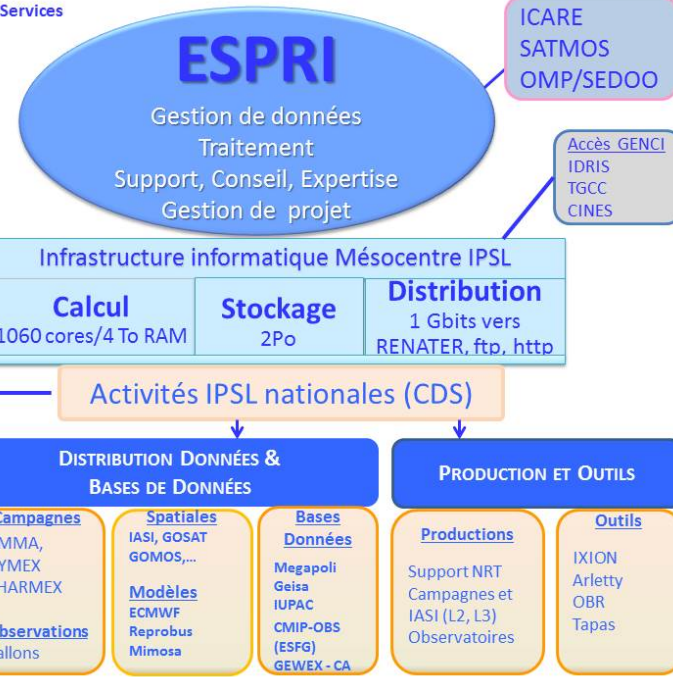 Services
ESPRI
Gestion de données
Traitement
Support, Conseil, Expertise
Gestion de projet
ICARE
SATMOS
OMP/SEDOO
Accès GENCI
IDRIS
TGCC
CINES
Infrastructure informatique Mésocentre IPSL
Calcul
1060 cores/4 To RAM
Stockage
2Po
Distribution
1 Gbits vers
RENATER, ftp, http
Activités IPSL nationales (CDS)
DISTRIBUTION DONNÉES &
BASES DE DONNÉES
PRODUCTION ET OUTILS
Campagnes
MMA,
YMEX
HARMEX
bservations
allons
Spatiales
IASI, GOSAT
GOMOS,...
Modèles
ECMWF
Reprobus
Mimosa
Bases
Données
Megapoli
Geisa
IUPAC
CMIP-OBS
(ESFG)
GEWEX - CA
Productions
Support NRT
Campagnes et
IASI (L2, L3)
Observatoires
Outils
IXION
Arletty
OBR
Tapas